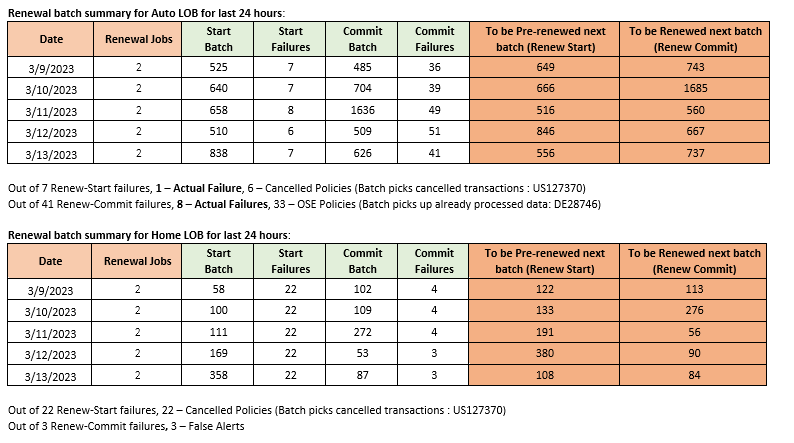 Renewal batch summary for Auto LOB for last 24 hours:
Date Renewal Jobs Start Batch Start Failures Commit Batch Commit Failures To be Pre-renewed next batch (Renew Start) To be Renewed next batch (Renew Commit)
3/9/2023 2 525 7 485 36 649 743
3/10/2023 2 640 7 704 39 666 1685
3/11/2023 2 658 8 1636 49 516 560
3/12/2023 2 510 6 509 51 846 667
3/13/2023 2 838 7 626 41 556 737
Out of 7 Renew-Start failures, 1 – Actual Failure, 6 – Cancelled Policies (Batch picks cancelled transactions : US127370)
Out of 41 Renew-Commit failures, 8 – Actual Failures, 33 – OSE Policies (Batch picks up already processed data: DE28746)
Renewal batch summary for Home LOB for last 24 hours:
Date Renewal Jobs Start Batch Start Failures Commit Batch Commit Failures To be Pre-renewed next batch (Renew Start) To be Renewed next batch (Renew Commit)
3/9/2023 2 58 22 102 4 122 113
3/10/2023 2 100 22 109 4 133 276
3/11/2023 2 111 22 272 4 191 56
3/12/2023 2 169 22 53 3 380 90
3/13/2023 2 358 22 87 3 108 84
Out of 22 Renew-Start failures, 22 – Cancelled Policies (Batch picks cancelled transactions : US127370)
Out of 3 Renew-Commit failures, 3 – False Alerts